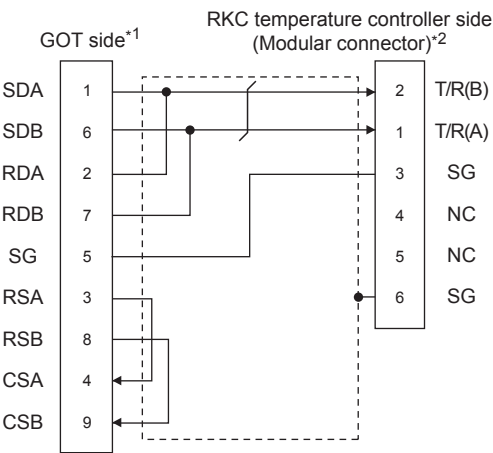 GOT side*1
RKC temperature controller side
(Modular connector)*2
SDA 1 2 T/R(B)
SDB 6 1 T/R(A)
RDA 2 3 SG
RDB 7 4 NC
SG 5 5 NC
RSA 3 6 SG
RSB 8
CSA 4
CSB 9